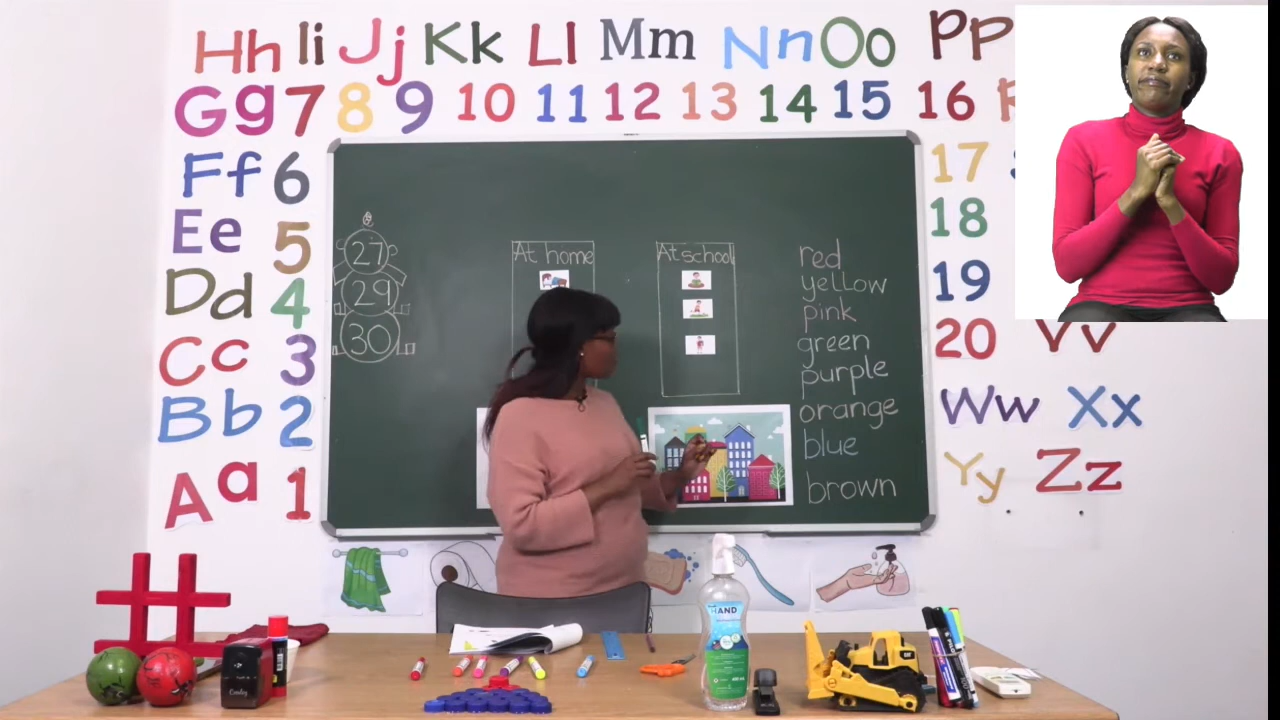 Hh Ii Jj Kk Ll Mm Nn Oo Pp
Gg 7 8 9 10 11 12 13 14 15 16
Ff 6
Ee 5
Dd 4
Cc 3
Bb 2
Aa 1
17
18
19
20 Vv
Ww Xx
Yy Zz
27
29
30
At home
At school
red
yellow
pink
green
purple
orange
blue
brown
HAND
CAT